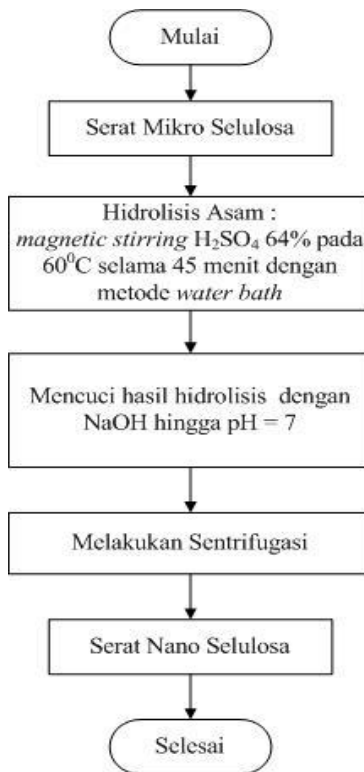 Mulai
Serat Mikro Selulosa
Hidrolisis Asam :
magnetic stirring H₂SO₄ 64% pada
60⁰C selama 45 menit dengan
metode water bath
Mencuci hasil hidrolisis dengan
NaOH hingga pH = 7
Melakukan Sentrifugasi
Serat Nano Selulosa
Selesai